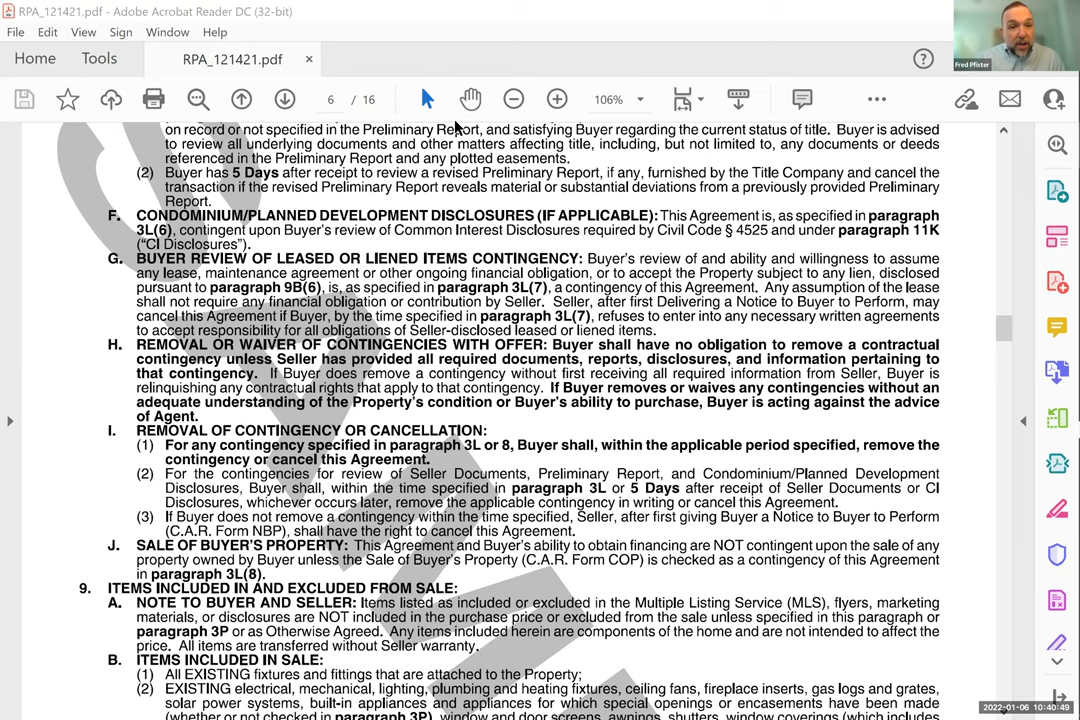 RPA_121421.pdf - Adobe Acrobat Reader DC (32-bit)
File Edit View Sign Window Help
Home Tools RPA_121421.pdf ×
6 / 16 106%
Fred Pfister
on record or not specified in the Preliminary Report, and satisfying Buyer regarding the current status of title. Buyer is advised
to review all underlying documents and other matters affecting title, including, but not limited to, any documents or deeds
referenced in the Preliminary Report and any plotted easements.
(2) Buyer has 5 Days after receipt to review a revised Preliminary Report, if any, furnished by the Title Company and cancel the
transaction if the revised Preliminary Report reveals material or substantial deviations from a previously provided Preliminary
Report.
F. CONDOMINIUM/PLANNED DEVELOPMENT DISCLOSURES (IF APPLICABLE): This Agreement is, as specified in paragraph
3L(6), contingent upon Buyer's review of Common Interest Disclosures required by Civil Code § 4525 and under paragraph 11K
("CI Disclosures").
G. BUYER REVIEW OF LEASED OR LIENED ITEMS CONTINGENCY: Buyer's review of and ability and willingness to assume
any lease, maintenance agreement or other ongoing financial obligation, or to accept the Property subject to any lien, disclosed
pursuant to paragraph 9B(6), is, as specified in paragraph 3L(7), a contingency of this Agreement. Any assumption of the lease
shall not require any financial obligation or contribution by Seller. Seller, after first Delivering a Notice to Buyer to Perform, may
cancel this Agreement if Buyer, by the time specified in paragraph 3L(7), refuses to enter into any necessary written agreements
to accept responsibility for all obligations of Seller-disclosed leased or liened items.
H. REMOVAL OR WAIVER OF CONTINGENCIES WITH OFFER: Buyer shall have no obligation to remove a contractual
contingency unless Seller has provided all required documents, reports, disclosures, and information pertaining to
that contingency. If Buyer does remove a contingency without first receiving all required information from Seller, Buyer is
relinquishing any contractual rights that apply to that contingency. If Buyer removes or waives any contingencies without an
adequate understanding of the Property's condition or Buyer's ability to purchase, Buyer is acting against the advice
of Agent.
I. REMOVAL OF CONTINGENCY OR CANCELLATION:
(1) For any contingency specified in paragraph 3L or 8, Buyer shall, within the applicable period specified, remove the
contingency or cancel this Agreement.
(2) For the contingencies for review of Seller Documents, Preliminary Report, and Condominium/Planned Development
Disclosures, Buyer shall, within the time specified in paragraph 3L or 5 Days after receipt of Seller Documents or CI
Disclosures, whichever occurs later, remove the applicable contingency in writing or cancel this Agreement.
(3) If Buyer does not remove a contingency within the time specified, Seller, after first giving Buyer a Notice to Buyer to Perform
(C.A.R. Form NBP), shall have the right to cancel this Agreement.
J. SALE OF BUYER'S PROPERTY: This Agreement and Buyer's ability to obtain financing are NOT contingent upon the sale of any
property owned by Buyer unless the Sale of Buyer's Property (C.A.R. Form COP) is checked as a contingency of this Agreement
in paragraph 3L(8).
9. ITEMS INCLUDED IN AND EXCLUDED FROM SALE:
A. NOTE TO BUYER AND SELLER: Items listed as included or excluded in the Multiple Listing Service (MLS), flyers, marketing
materials, or disclosures are NOT included in the purchase price or excluded from the sale unless specified in this paragraph or
paragraph 3P or as Otherwise Agreed. Any items included herein are components of the home and are not intended to affect the
price. All items are transferred without Seller warranty.
B. ITEMS INCLUDED IN SALE:
(1) All EXISTING fixtures and fittings that are attached to the Property;
(2) EXISTING electrical, mechanical, lighting, plumbing and heating fixtures, ceiling fans, fireplace inserts, gas logs and grates,
solar power systems, built-in appliances and appliances for which special openings or encasements have been made
(whether or not checked in paragraph 3P), window and door screens, awnings, shutters, window coverings (which includes
2022-01-06 10:40:49